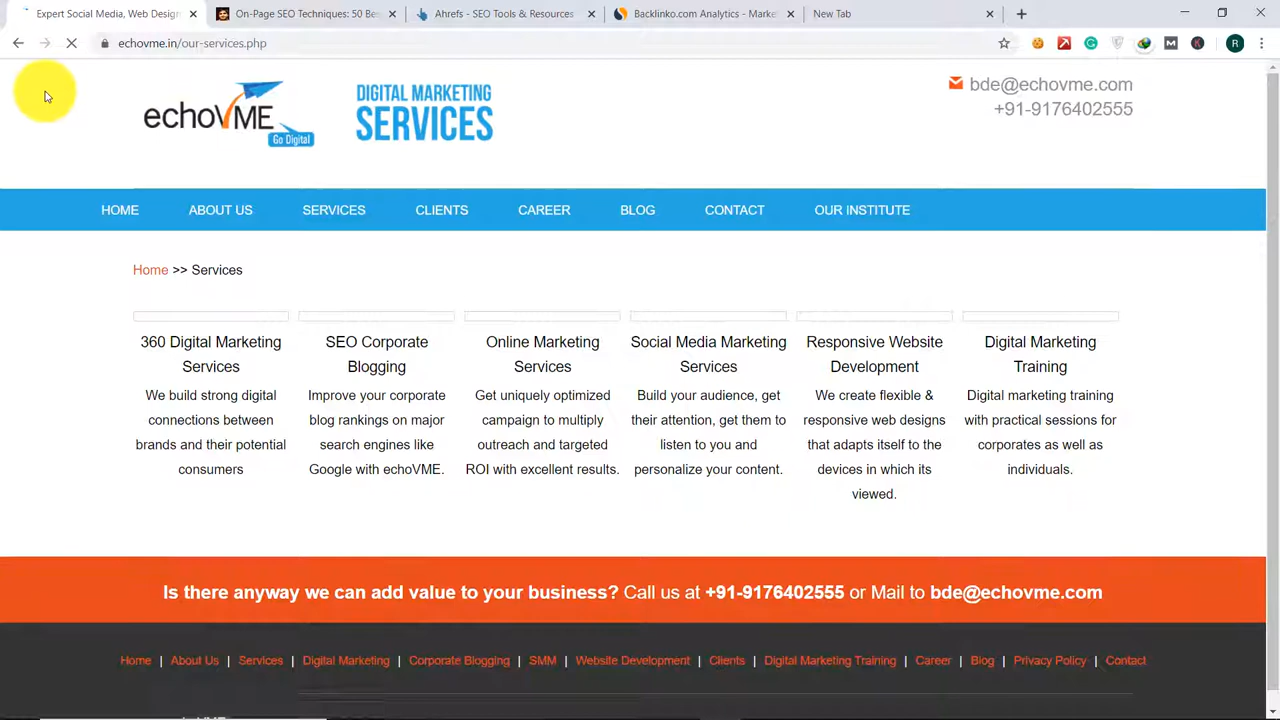 Expert Social Media, Web Design
On-Page SEO Techniques: 50 Bes
Ahrefs - SEO Tools & Resources
Backlinko.com Analytics - Market
New Tab
echovme.in/our-services.php
R
echoVME
Go Digital
DIGITAL MARKETING
SERVICES
bde@echovme.com
+91-9176402555
HOME ABOUT US SERVICES CLIENTS CAREER BLOG CONTACT OUR INSTITUTE
Home >> Services
360 Digital Marketing
Services
We build strong digital
connections between
brands and their potential
consumers
SEO Corporate
Blogging
Improve your corporate
blog rankings on major
search engines like
Google with echoVME.
Online Marketing
Services
Get uniquely optimized
campaign to multiply
outreach and targeted
ROI with excellent results.
Social Media Marketing
Services
Build your audience, get
their attention, get them to
listen to you and
personalize your content.
Responsive Website
Development
We create flexible &
responsive web designs
that adapts itself to the
devices in which its
viewed.
Digital Marketing
Training
Digital marketing training
with practical sessions for
corporates as well as
individuals.
Is there anyway we can add value to your business? Call us at +91-9176402555 or Mail to bde@echovme.com
Home | About Us | Services | Digital Marketing | Corporate Blogging | SMM | Website Development | Clients | Digital Marketing Training | Career | Blog | Privacy Policy | Contact